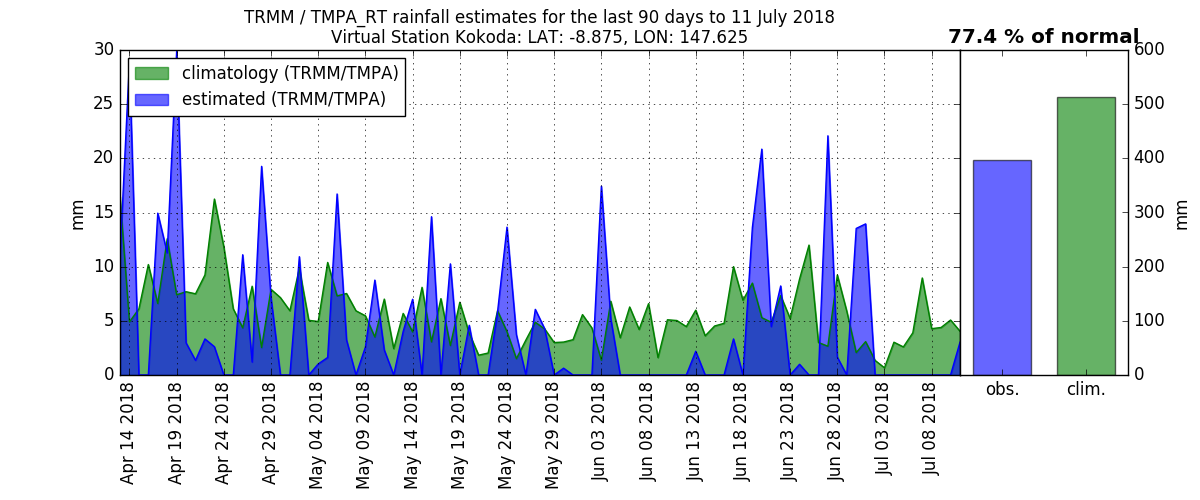 TRMM / TMPA_RT rainfall estimates for the last 90 days to 11 July 2018
Virtual Station Kokoda: LAT: -8.875, LON: 147.625
77.4 % of normal
climatology (TRMM/TMPA)
estimated (TRMM/TMPA)
30
25
20
15
10
5
0
mm
Apr 14 2018
Apr 19 2018
Apr 24 2018
Apr 29 2018
May 04 2018
May 09 2018
May 14 2018
May 19 2018
May 24 2018
May 29 2018
Jun 03 2018
Jun 08 2018
Jun 13 2018
Jun 18 2018
Jun 23 2018
Jun 28 2018
Jul 03 2018
Jul 08 2018
obs.
clim.
600
500
400
300
200
100
0
mm